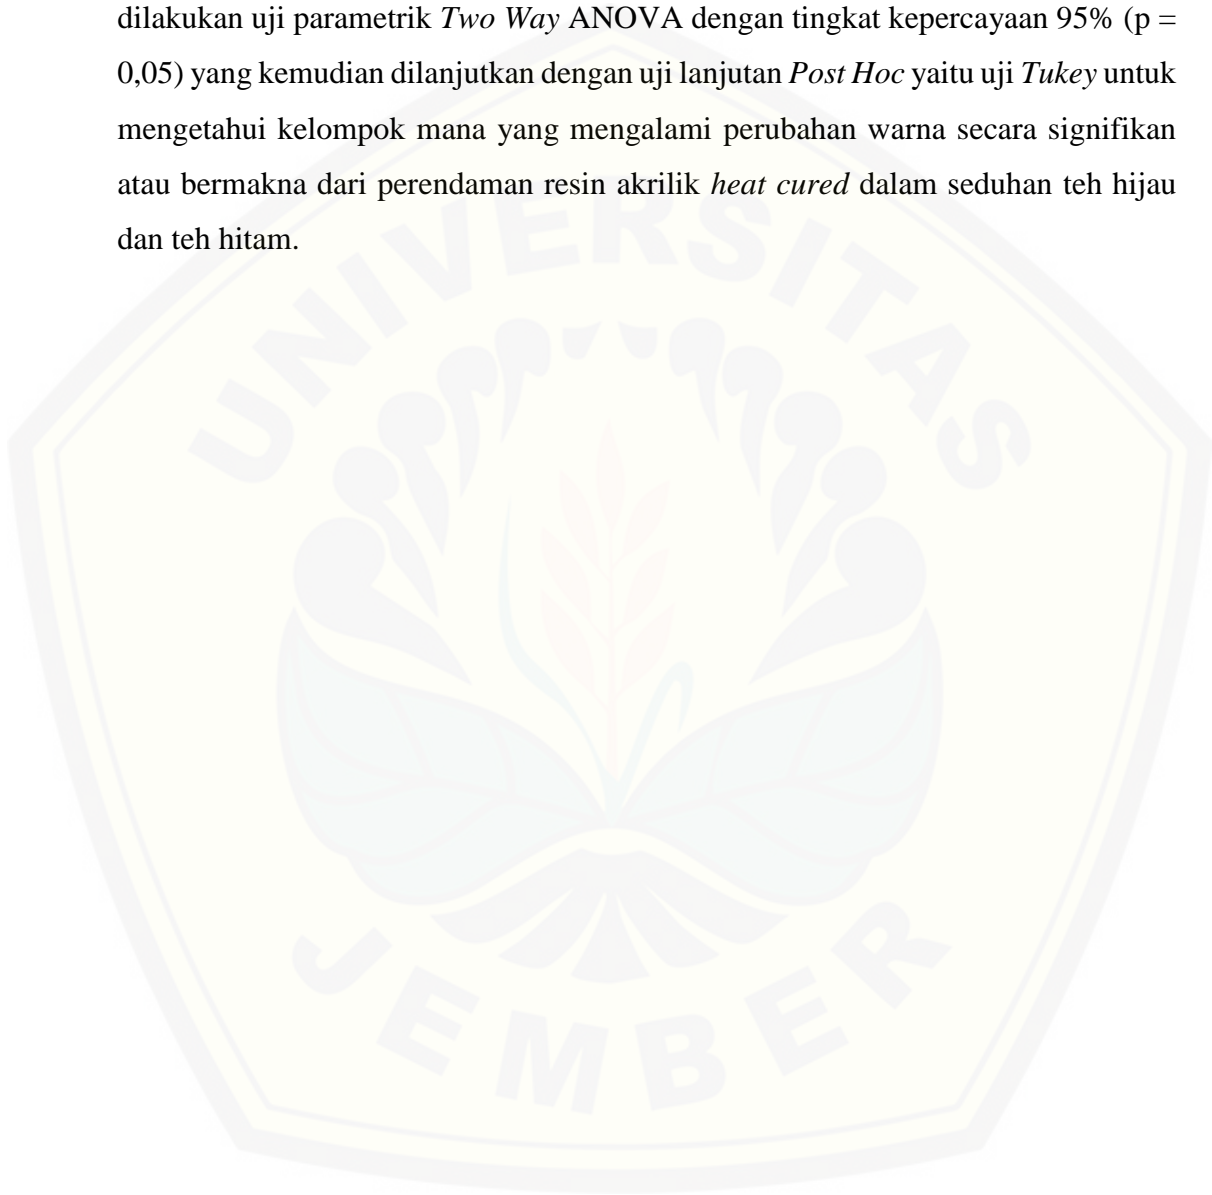 dilakukan uji parametrik Two Way ANOVA dengan tingkat kepercayaan 95% (p =
0,05) yang kemudian dilanjutkan dengan uji lanjutan Post Hoc yaitu uji Tukey untuk
mengetahui kelompok mana yang mengalami perubahan warna secara signifikan
atau bermakna dari perendaman resin akrilik heat cured dalam seduhan teh hijau
dan teh hitam.
UNIVERSITAS
JEMBER